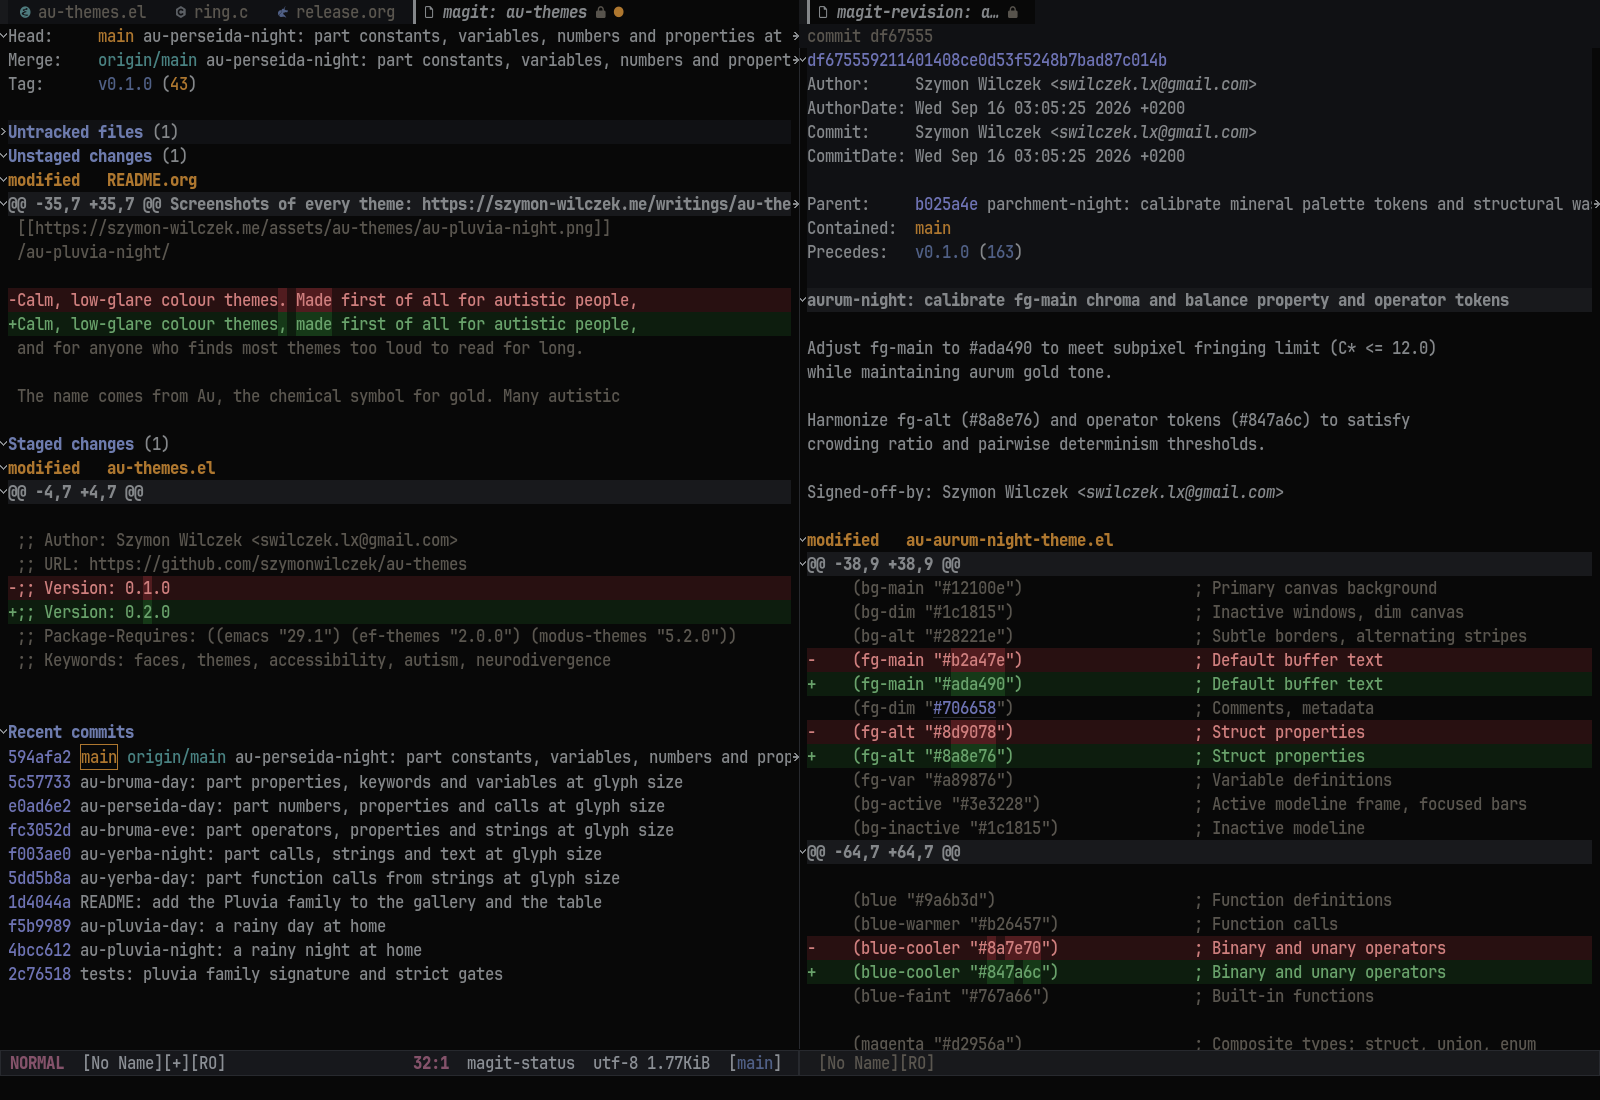 au-themes.el ring.c release.org magit: au-themes
Head: main au-perseida-night: part constants, variables, numbers and properties at
Merge: origin/main au-perseida-night: part constants, variables, numbers and propert
Tag: v0.1.0 (43)
Untracked files (1)
Unstaged changes (1)
modified README.org
@@ -35,7 +35,7 @@ Screenshots of every theme: https://szymon-wilczek.me/writings/au-the
[[https://szymon-wilczek.me/assets/au-themes/au-pluvia-night.png]]
/au-pluvia-night/
-Calm, low-glare colour themes. Made first of all for autistic people,
+Calm, low-glare colour themes, made first of all for autistic people,
and for anyone who finds most themes too loud to read for long.
The name comes from Au, the chemical symbol for gold. Many autistic
Staged changes (1)
modified au-themes.el
@@ -4,7 +4,7 @@
;; Author: Szymon Wilczek <swilczek.lx@gmail.com>
;; URL: https://github.com/szymonwilczek/au-themes
-;; Version: 0.1.0
+;; Version: 0.2.0
;; Package-Requires: ((emacs "29.1") (ef-themes "2.0.0") (modus-themes "5.2.0"))
;; Keywords: faces, themes, accessibility, autism, neurodivergence
Recent commits
594afa2 main origin/main au-perseida-night: part constants, variables, numbers and prop
5c57733 au-bruma-day: part properties, keywords and variables at glyph size
e0ad6e2 au-perseida-day: part numbers, properties and calls at glyph size
fc3052d au-bruma-eve: part operators, properties and strings at glyph size
f003ae0 au-yerba-night: part calls, strings and text at glyph size
5dd5b8a au-yerba-day: part function calls from strings at glyph size
1d4044a README: add the Pluvia family to the gallery and the table
f5b9989 au-pluvia-day: a rainy day at home
4bcc612 au-pluvia-night: a rainy night at home
2c76518 tests: pluvia family signature and strict gates
NORMAL [No Name][+][RO] 32:1 magit-status utf-8 1.77KiB [main]
magit-revision: a…
commit df67555
df675559211401408ce0d53f5248b7bad87c014b
Author: Szymon Wilczek <swilczek.lx@gmail.com>
AuthorDate: Wed Sep 16 03:05:25 2026 +0200
Commit: Szymon Wilczek <swilczek.lx@gmail.com>
CommitDate: Wed Sep 16 03:05:25 2026 +0200
Parent: b025a4e parchment-night: calibrate mineral palette tokens and structural wa
Contained: main
Precedes: v0.1.0 (163)
aurum-night: calibrate fg-main chroma and balance property and operator tokens
Adjust fg-main to #ada490 to meet subpixel fringing limit (C* <= 12.0)
while maintaining aurum gold tone.
Harmonize fg-alt (#8a8e76) and operator tokens (#847a6c) to satisfy
crowding ratio and pairwise determinism thresholds.
Signed-off-by: Szymon Wilczek <swilczek.lx@gmail.com>
modified au-aurum-night-theme.el
@@ -38,9 +38,9 @@
(bg-main "#12100e") ; Primary canvas background
(bg-dim "#1c1815") ; Inactive windows, dim canvas
(bg-alt "#28221e") ; Subtle borders, alternating stripes
- (fg-main "#b2a47e") ; Default buffer text
+ (fg-main "#ada490") ; Default buffer text
(fg-dim "#706658") ; Comments, metadata
- (fg-alt "#8d9078") ; Struct properties
+ (fg-alt "#8a8e76") ; Struct properties
(fg-var "#a89876") ; Variable definitions
(bg-active "#3e3228") ; Active modeline frame, focused bars
(bg-inactive "#1c1815") ; Inactive modeline
@@ -64,7 +64,7 @@
(blue "#9a6b3d") ; Function definitions
(blue-warmer "#b26457") ; Function calls
- (blue-cooler "#8a7e70") ; Binary and unary operators
+ (blue-cooler "#847a6c") ; Binary and unary operators
(blue-faint "#767a66") ; Built-in functions
(magenta "#d2956a") ; Composite types: struct, union, enum
[No Name][RO]